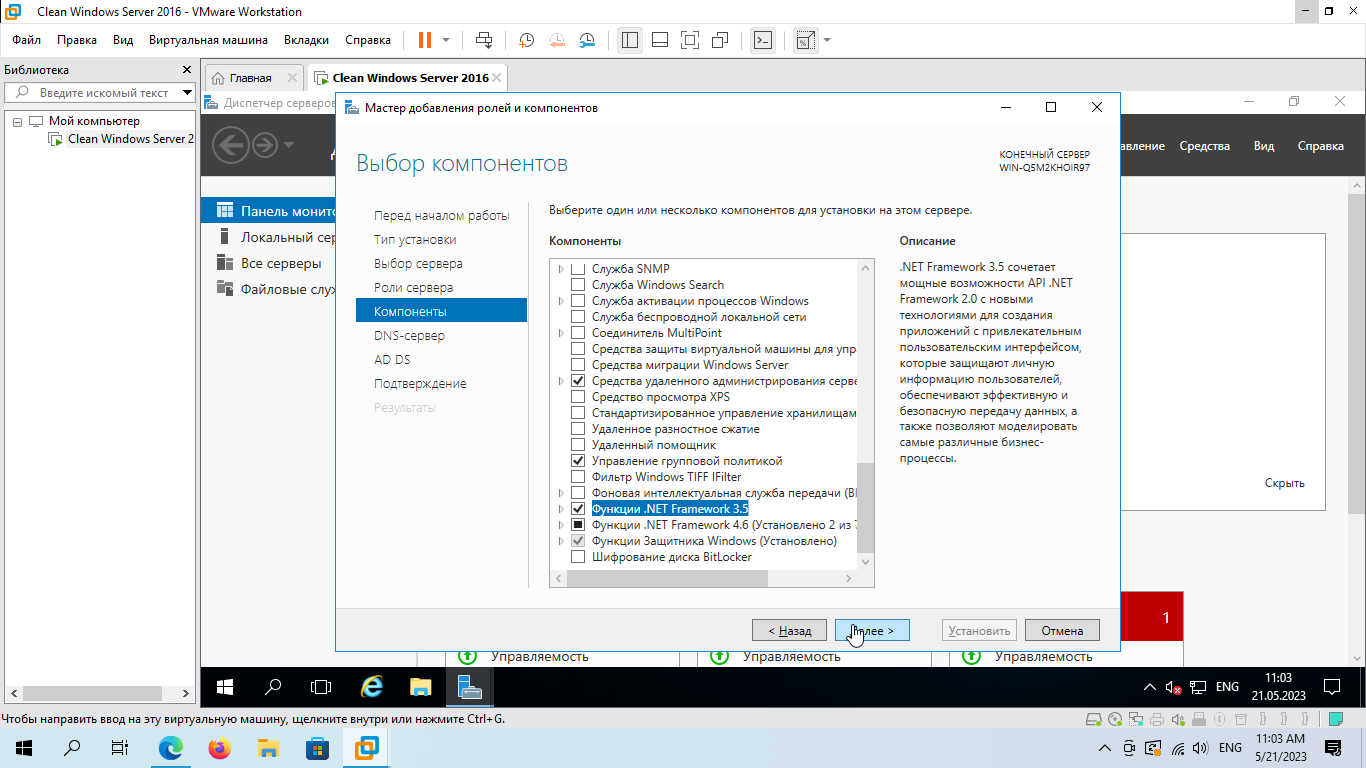 Clean Windows Server 2016 - VMware Workstation
Файл Правка Вид Виртуальная машина Вкладки Справка
Библиотека
Введите искомый текст
Мой компьютер
Clean Windows Server 2
Главная
Clean Windows Server 2016
Диспетчер серверов
Мастер добавления ролей и компонентов
Средства Вид Справка
Панель монито
Локальный сер
Все серверы
Файловые слу
Выбор компонентов
КОНЕЧНЫЙ СЕРВЕР
WIN-Q5M2KHOIR97
Перед началом работы
Тип установки
Выбор сервера
Роли сервера
Компоненты
DNS-сервер
AD DS
Подтверждение
Результаты
Выберите один или несколько компонентов для установки на этом сервере.
Компоненты
Служба SNMP
Служба Windows Search
Служба активации процессов Windows
Служба беспроводной локальной сети
Соединитель MultiPoint
Средства защиты виртуальной машины для упр
Средства миграции Windows Server
Средства удаленного администрирования серве
Средство просмотра XPS
Стандартизированное управление хранилищам
Удаленное разностное сжатие
Удаленный помощник
Управление групповой политикой
Фильтр Windows TIFF IFilter
Фоновая интеллектуальная служба передачи (BI
Функции .NET Framework 3.5
Функции .NET Framework 4.6 (Установлено 2 из 7
Функции Защитника Windows (Установлено)
Шифрование диска BitLocker
Описание
.NET Framework 3.5 сочетает
мощные возможности API .NET
Framework 2.0 с новыми
технологиями для создания
приложений с привлекательным
пользовательским интерфейсом,
которые защищают личную
информацию пользователей,
обеспечивают эффективную и
безопасную передачу данных, а
также позволяют моделировать
самые различные бизнес-
процессы.
Скрыть
1
< Назад
лее >
Установить
Отмена
Управляемость
Управляемость
Управляемость
ENG
11:03
21.05.2023
Чтобы направить ввод на эту виртуальную машину, щелкните внутри или нажмите Ctrl+G.
ENG
11:03 AM
5/21/2023